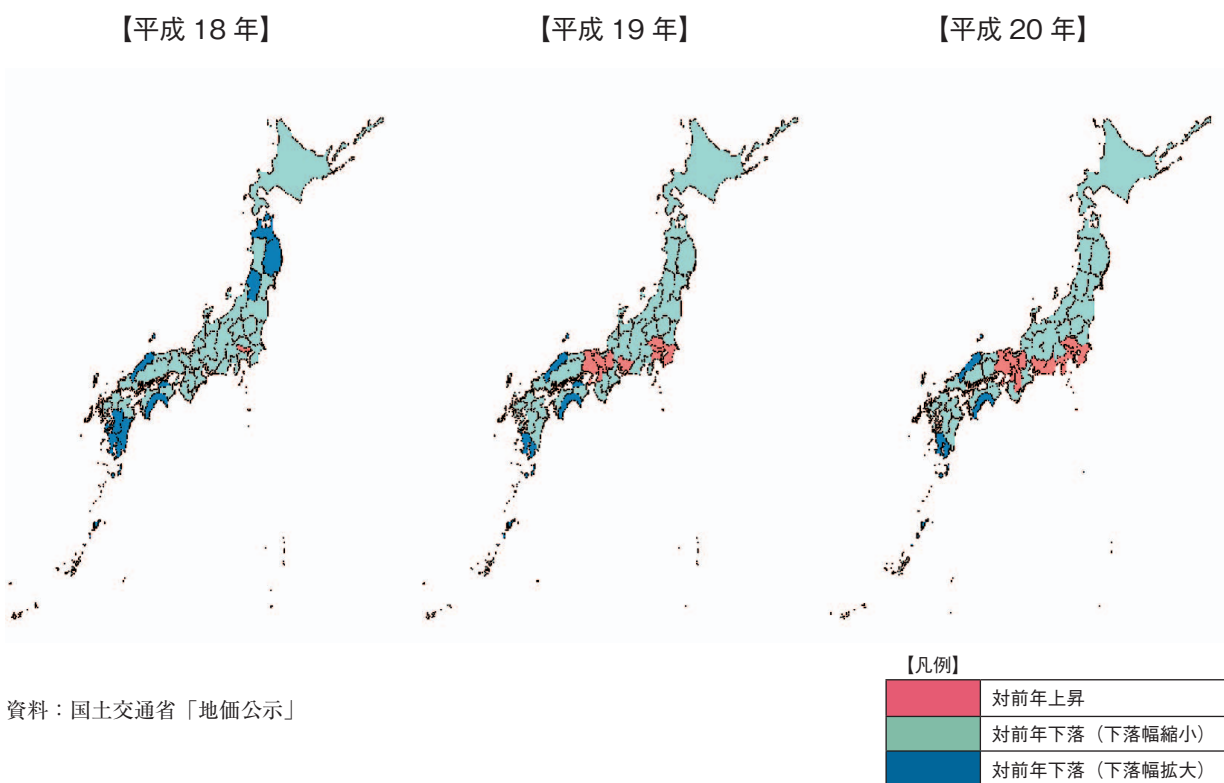 【平成 18 年】
【平成 19 年】
【平成 20 年】
【凡例】
対前年上昇
対前年下落（下落幅縮小）
対前年下落（下落幅拡大）
資料：国土交通省「地価公示」